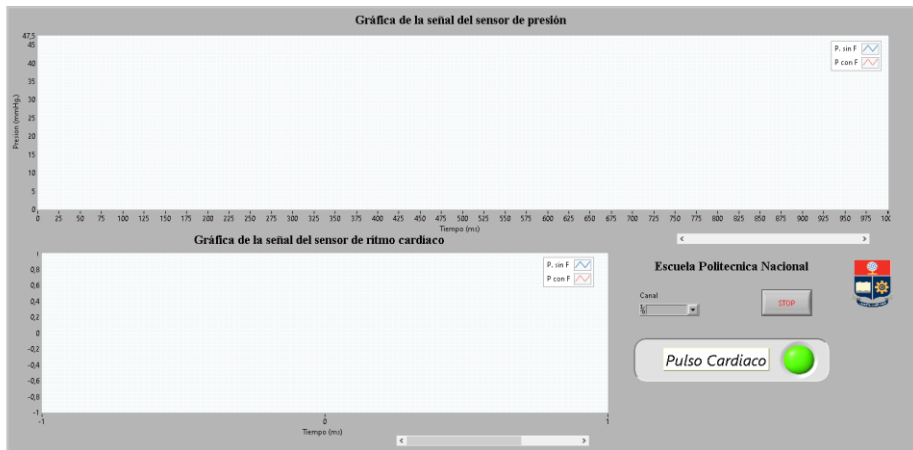 Gráfica de la señal del sensor de presión
47,5
45
40
35
30
25
20
15
10
5
0
Presion (mmHg.)
P. sin F
P con F
0 25 50 75 100 125 150 175 200 225 250 275 300 325 350 375 400 425 450 475 500 525 550 575 600 625 650 675 700 725 750 775 800 825 850 875 900 925 950 975 100
Tiempo (ms)
Gráfica de la señal del sensor de ritmo cardiaco
1
0,8
0,6
0,4
0,2
0
-0,2
-0,4
-0,6
-0,8
-1
P. sin F
P con F
-1 0 1
Tiempo (ms)
Escuela Politecnica Nacional
Canal
STOP
Pulso Cardiaco